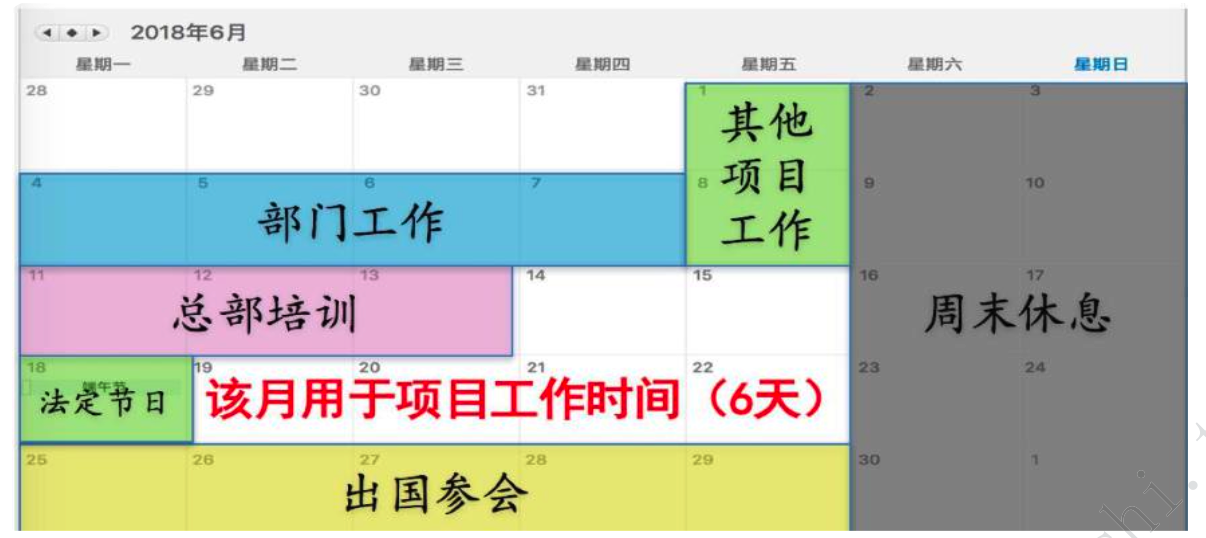 2018年6月
星期一 星期二 星期三 星期四 星期五 星期六 星期日
28 29 30 31 1 2 3
其他
项目
工作
4 5 6 7 8 9 10
部门工作
11 12 13 14 15 16 17
总部培训
周末休息
18 19 20 21 22 23 24
端午节
法定节日
该月用于项目工作时间（6天）
25 26 27 28 29 30 1
出国参会